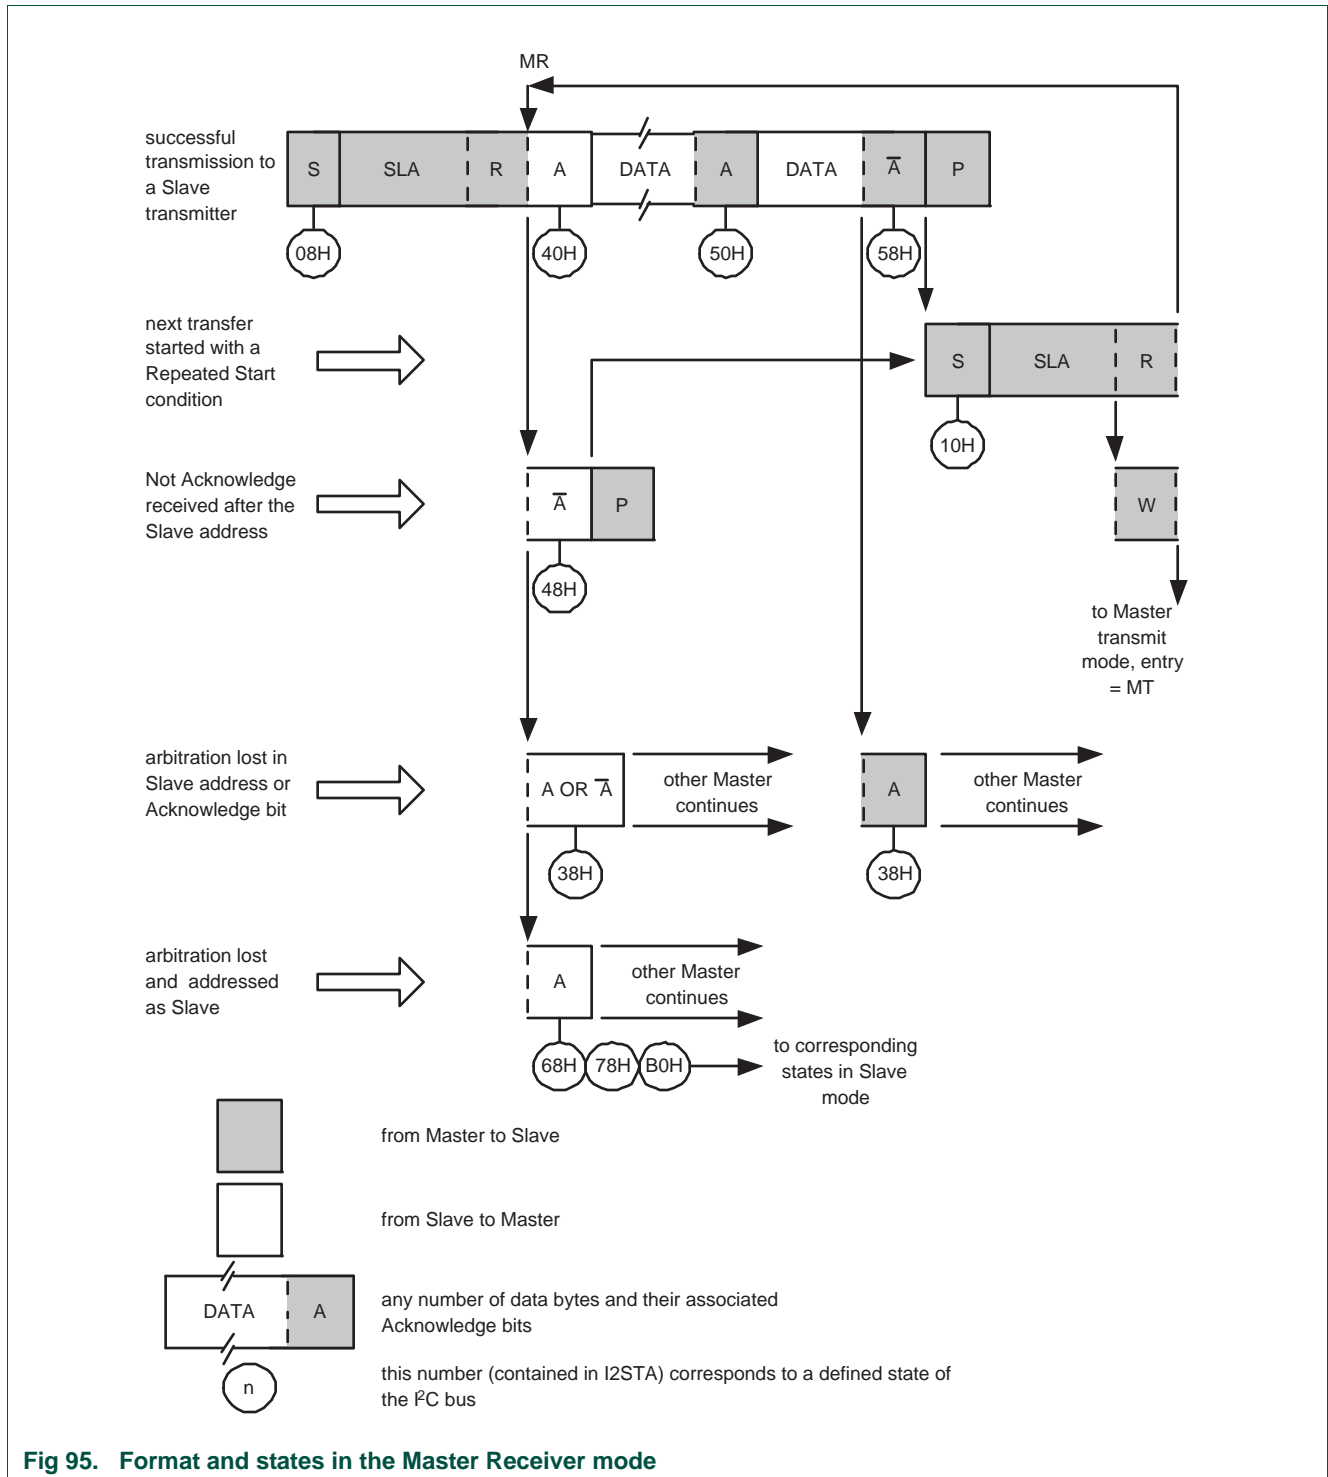 MR
successful
transmission to
a Slave
transmitter
S SLA R A DATA A DATA A̅ P
08H 40H 50H 58H
next transfer
started with a
Repeated Start
condition
S SLA R
10H
Not Acknowledge
received after the
Slave address
A̅ P
W
48H
to Master
transmit
mode, entry
= MT
arbitration lost in
Slave address or
Acknowledge bit
A OR A̅
other Master
continues
A
other Master
continues
38H 38H
arbitration lost
and addressed
as Slave
A
other Master
continues
68H 78H B0H
to corresponding
states in Slave
mode
from Master to Slave
from Slave to Master
DATA A
any number of data bytes and their associated
Acknowledge bits
n
this number (contained in I2STA) corresponds to a defined state of
the I²C bus
Fig 95. Format and states in the Master Receiver mode